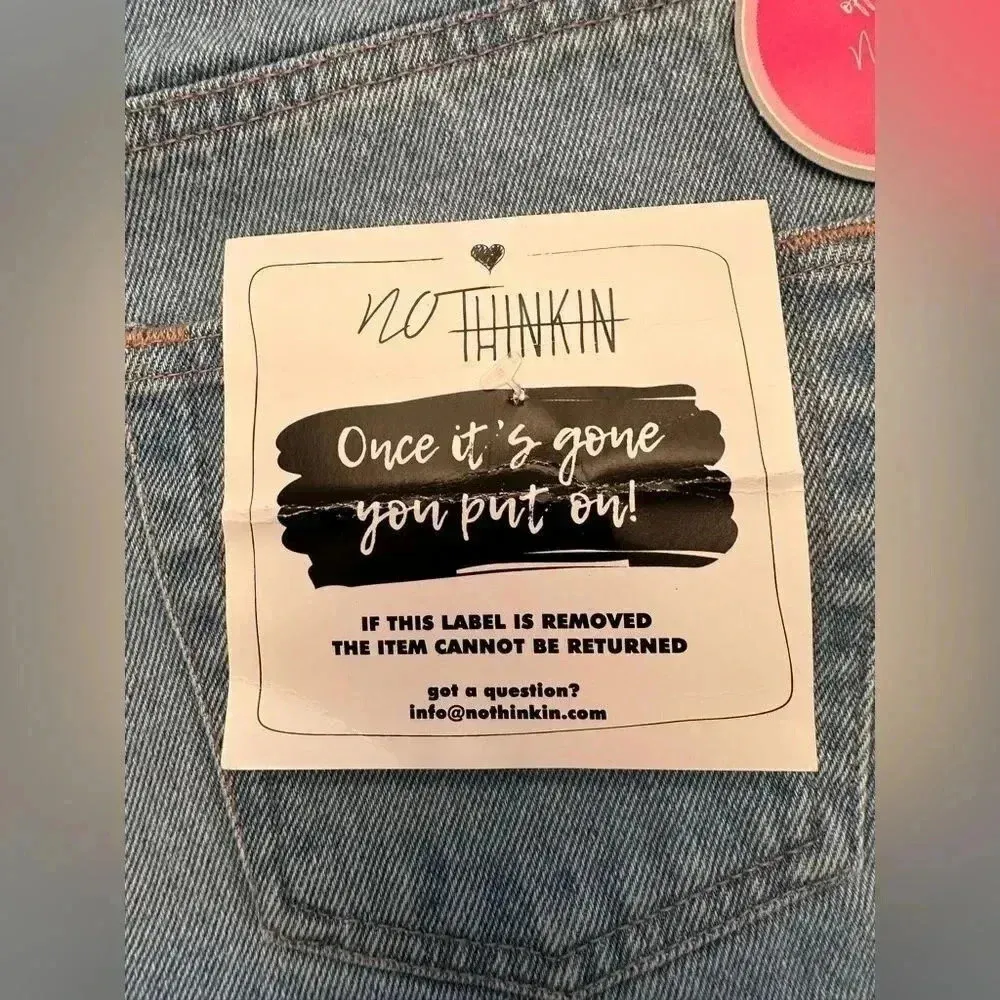 no THINKIN
Once it's gone
you put on!
IF THIS LABEL IS REMOVED
THE ITEM CANNOT BE RETURNED
got a question?
info@nothinkin.com